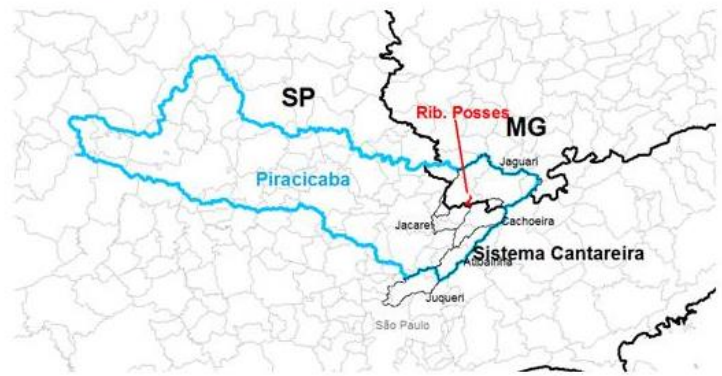 SP
Rib. Posses
MG
Jaguari
Piracicaba
Jacareí
Cachoeira
Sistema Cantareira
Atibainha
Juqueri
São Paulo